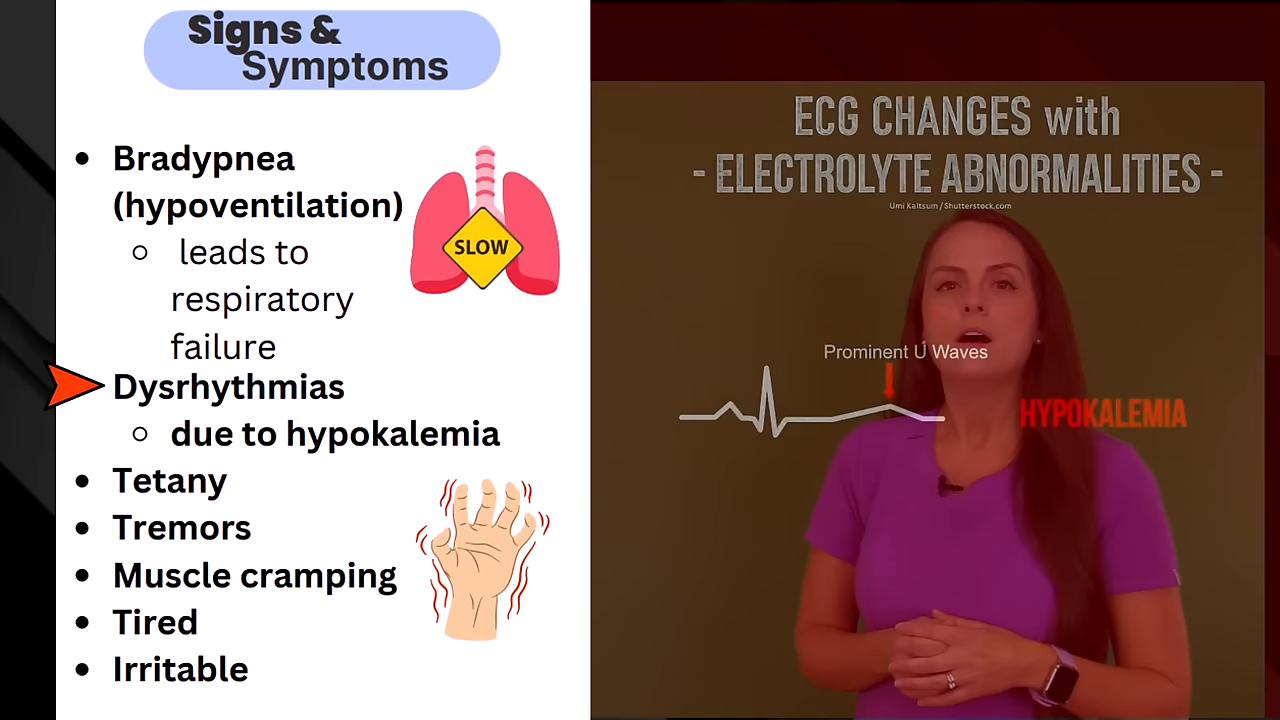 Signs &
Symptoms
Bradypnea
(hypoventilation)
leads to
respiratory
failure
Dysrhythmias
due to hypokalemia
Tetany
Tremors
Muscle cramping
Tired
Irritable
SLOW
ECG CHANGES with
- ELECTROLYTE ABNORMALITIES -
Umi Kaltsum / Shutterstock.com
Prominent U Waves
HYPOKALEMIA